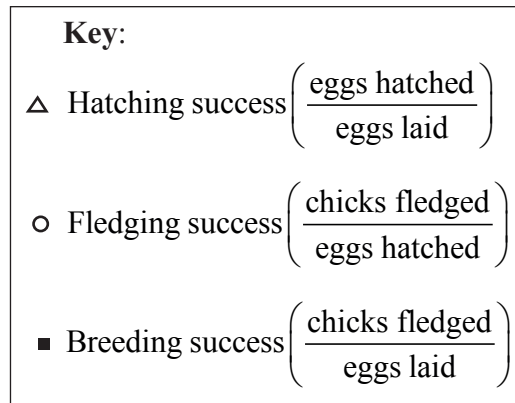 Key:
△ Hatching success (eggs hatched / eggs laid)
○ Fledging success (chicks fledged / eggs hatched)
■ Breeding success (chicks fledged / eggs laid)